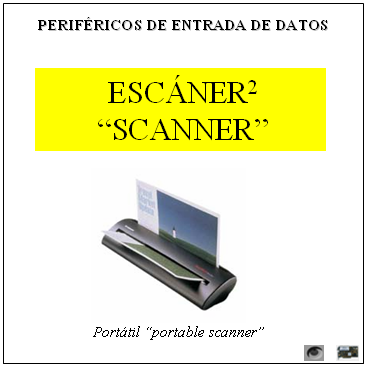 PERIFÉRICOS DE ENTRADA DE DATOS
ESCÁNER²
“SCANNER”
Portátil “portable scanner”